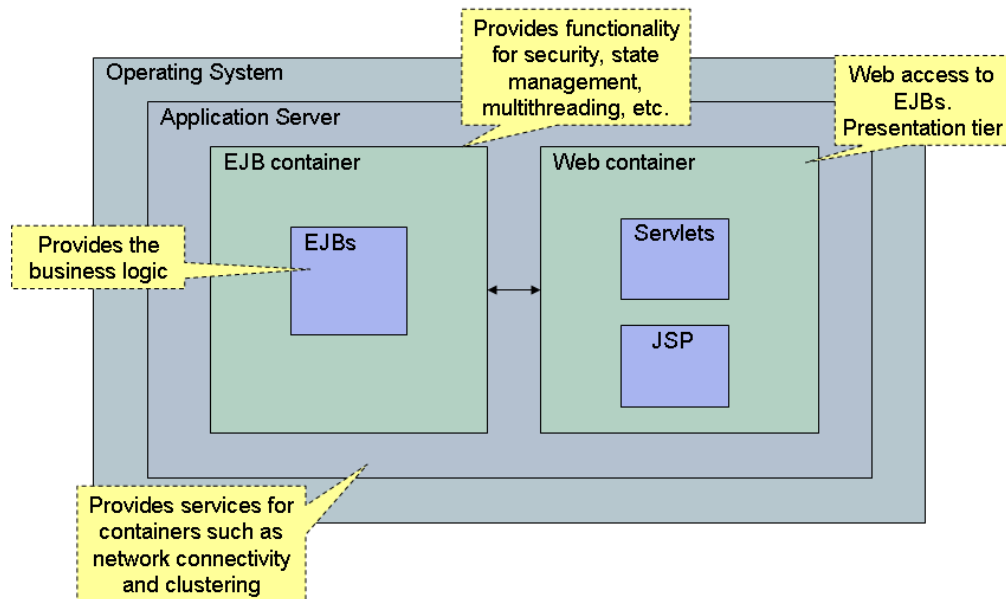 Provides functionality
for security, state
management,
multithreading, etc.
Operating System
Web access to
EJBs.
Presentation tier
Application Server
EJB container
Web container
Provides the
business logic
EJBs
Servlets
JSP
Provides services for
containers such as
network connectivity
and clustering